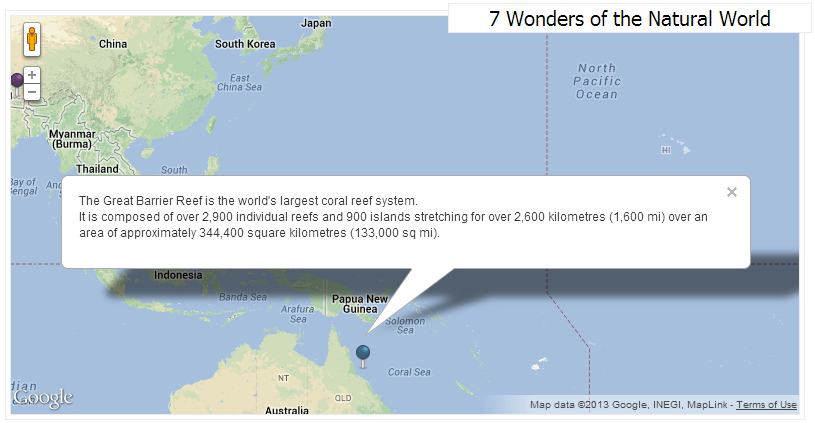 7 Wonders of the Natural World
Japan
China
South Korea
North
Pacific
Ocean
East
China Sea
+
−
Myanmar
(Burma)
HI
Thailand
South
Bay of
Bengal
The Great Barrier Reef is the world's largest coral reef system.
It is composed of over 2,900 individual reefs and 900 islands stretching for over 2,600 kilometres (1,600 mi) over an
area of approximately 344,400 square kilometres (133,000 sq mi).
Indonesia
Banda Sea
Papua New
Guinea
Arafura
Sea
Solomon
Sea
Coral Sea
NT
QLD
dian
Google
Australia
Map data ©2013 Google, INEGI, MapLink - Terms of Use